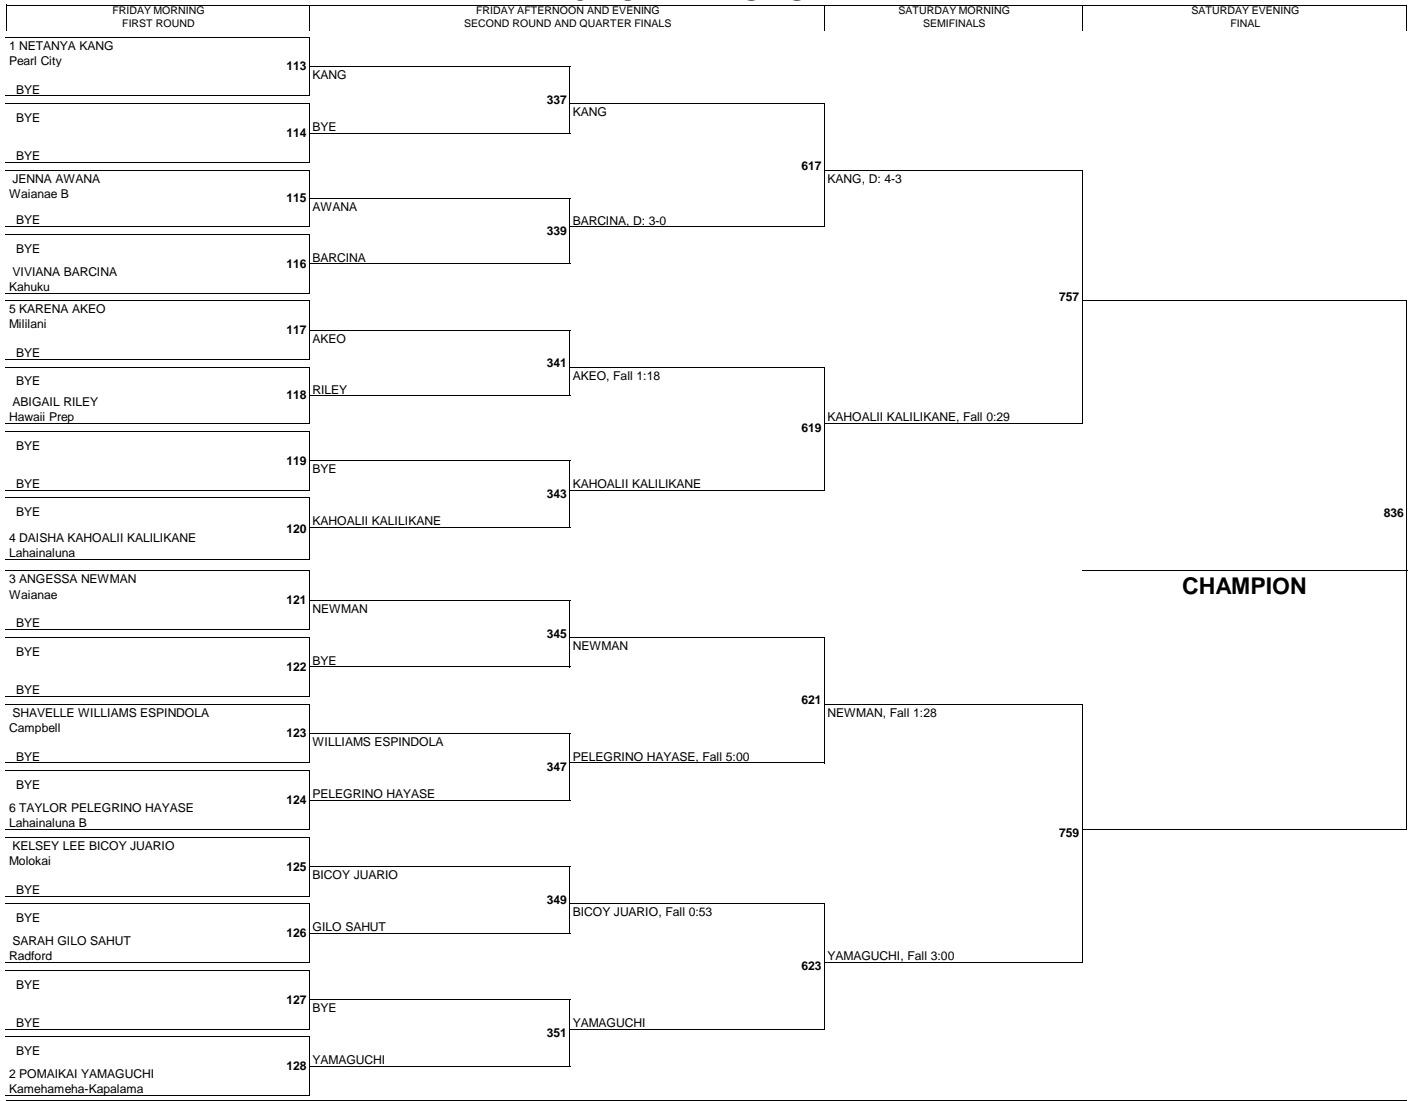 FRIDAY MORNING
FIRST ROUND
FRIDAY AFTERNOON AND EVENING
SECOND ROUND AND QUARTER FINALS
SATURDAY MORNING
SEMIFINALS
SATURDAY EVENING
FINAL
1 NETANYA KANG
Pearl City
113
BYE
KANG
337
BYE
114
BYE
BYE
KANG
617
JENNA AWANA
Waianae B
115
BYE
AWANA
339
BARCINA, D: 3-0
KANG, D: 4-3
BYE
116
BARCINA
VIVIANA BARCINA
Kahuku
757
5 KARENA AKEO
Mililani
117
BYE
AKEO
341
AKEO, Fall 1:18
BYE
118
RILEY
ABIGAIL RILEY
Hawaii Prep
619
KAHOALII KALILIKANE, Fall 0:29
BYE
119
BYE
BYE
343
KAHOALII KALILIKANE
BYE
120
KAHOALII KALILIKANE
4 DAISHA KAHOALII KALILIKANE
Lahainaluna
836
3 ANGESSA NEWMAN
Waianae
121
BYE
NEWMAN
345
NEWMAN
CHAMPION
BYE
122
BYE
BYE
621
NEWMAN, Fall 1:28
SHAVELLE WILLIAMS ESPINDOLA
Campbell
123
BYE
WILLIAMS ESPINDOLA
347
PELEGRINO HAYASE, Fall 5:00
BYE
124
PELEGRINO HAYASE
6 TAYLOR PELEGRINO HAYASE
Lahainaluna B
759
KELSEY LEE BICOY JUARIO
Molokai
125
BYE
BICOY JUARIO
349
BICOY JUARIO, Fall 0:53
BYE
126
GILO SAHUT
SARAH GILO SAHUT
Radford
623
YAMAGUCHI, Fall 3:00
BYE
127
BYE
BYE
351
YAMAGUCHI
BYE
128
YAMAGUCHI
2 POMAIKAI YAMAGUCHI
Kamehameha-Kapalama